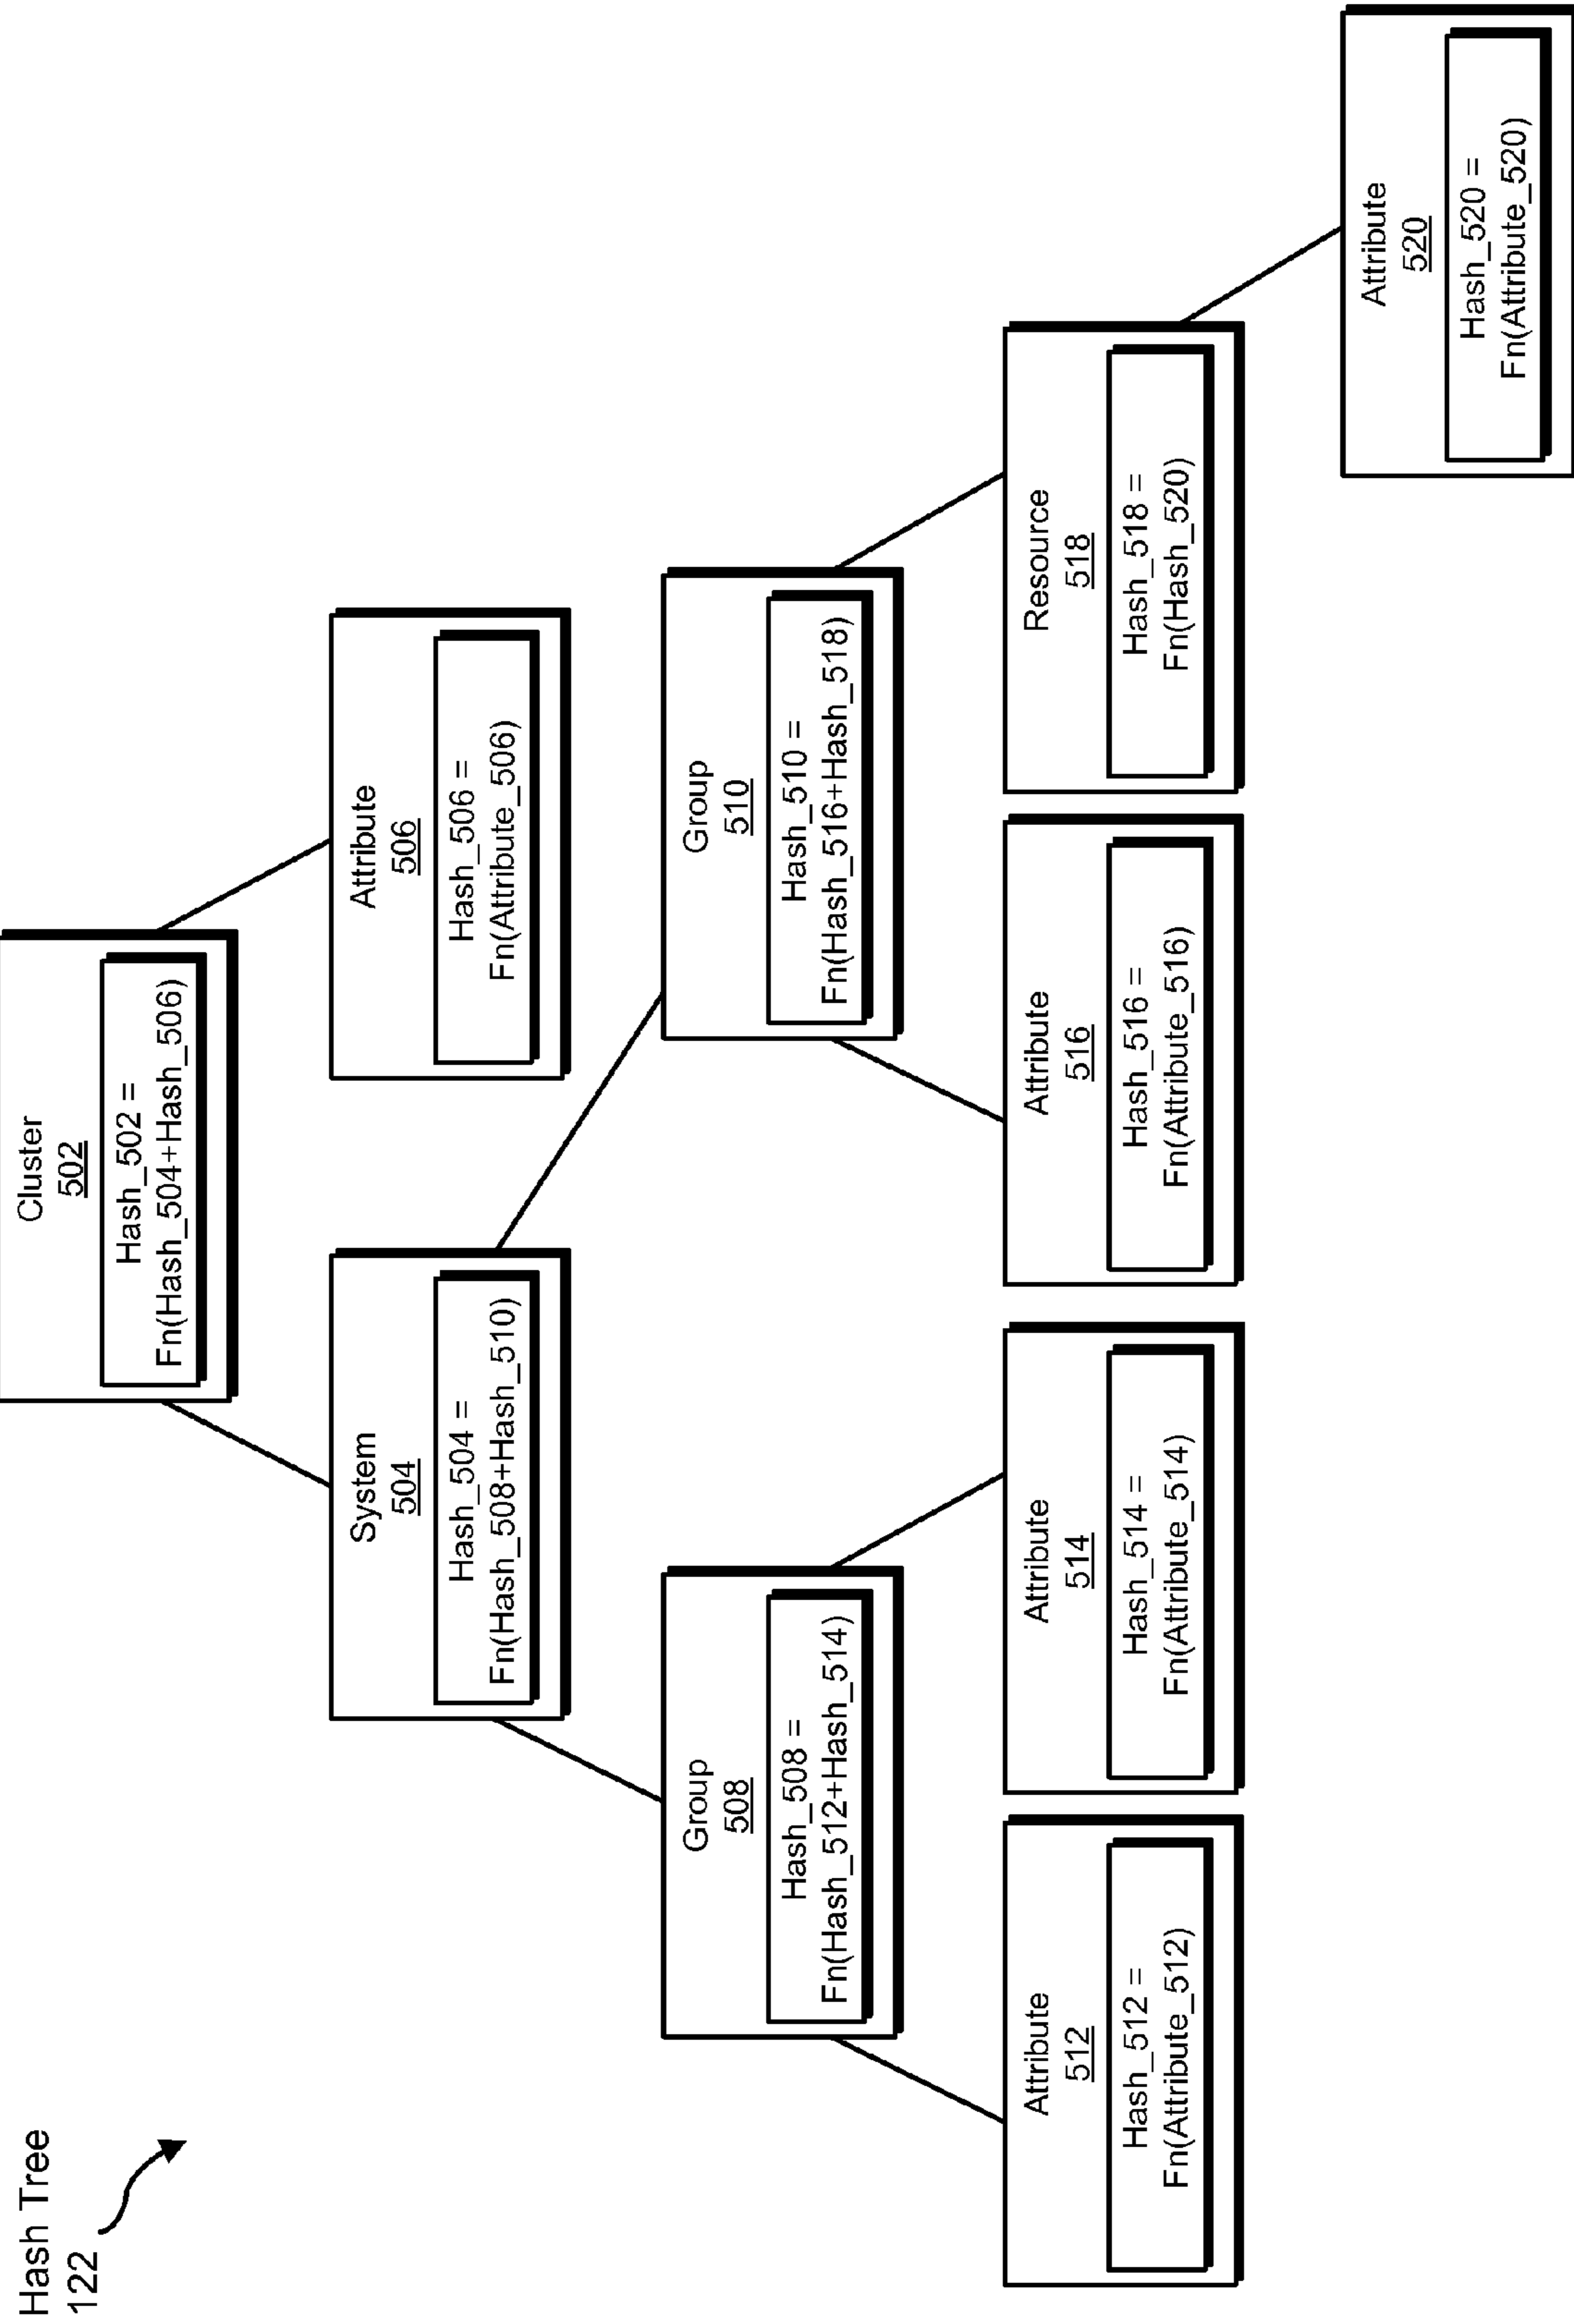 Hash Tree
122
Cluster
502
Hash_502 =
Fn(Hash_504+Hash_506)
System
504
Hash_504 =
Fn(Hash_508+Hash_510)
Attribute
506
Hash_506 =
Fn(Attribute_506)
Group
508
Hash_508 =
Fn(Hash_512+Hash_514)
Group
510
Hash_510 =
Fn(Hash_516+Hash_518)
Attribute
512
Hash_512 =
Fn(Attribute_512)
Attribute
514
Hash_514 =
Fn(Attribute_514)
Attribute
516
Hash_516 =
Fn(Attribute_516)
Resource
518
Hash_518 =
Fn(Hash_520)
Attribute
520
Hash_520 =
Fn(Attribute_520)